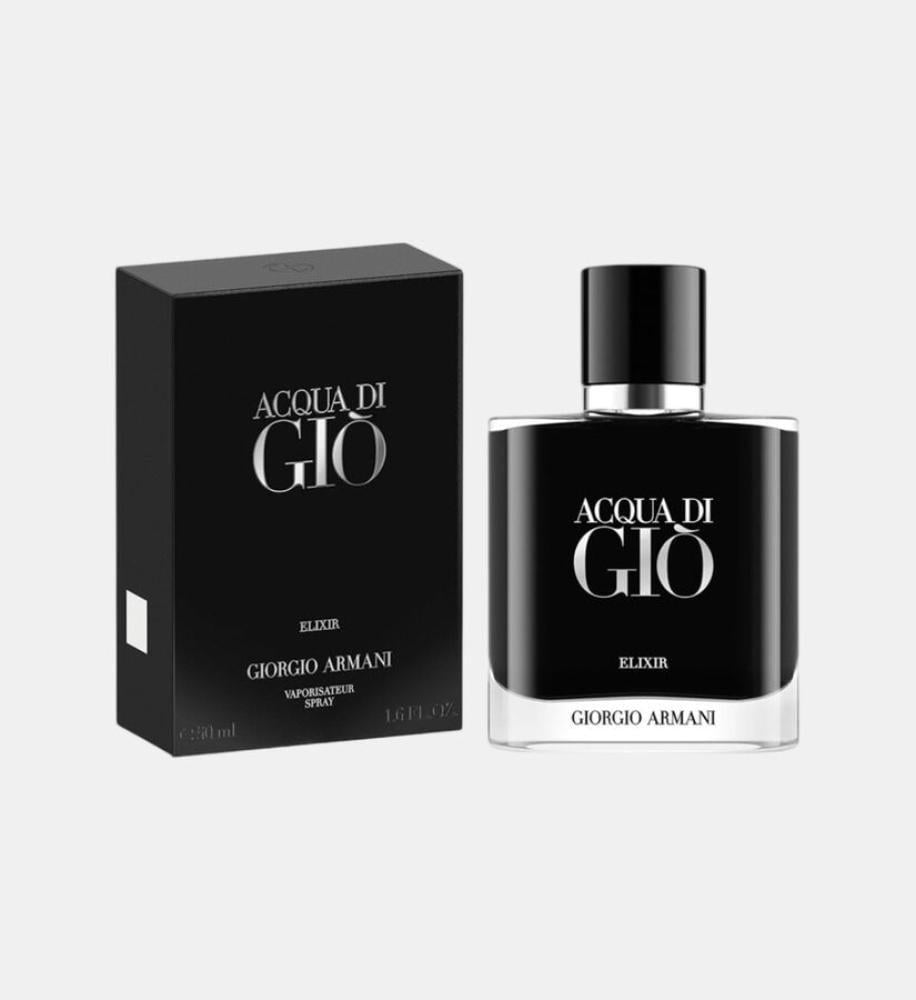 ACQUA DI
GIÒ
ELIXIR
GIORGIO ARMANI
VAPORISATEUR
SPRAY
℮ 50 ml
1.6 FL.OZ.
ACQUA DI
GIÒ
ELIXIR
GIORGIO ARMANI